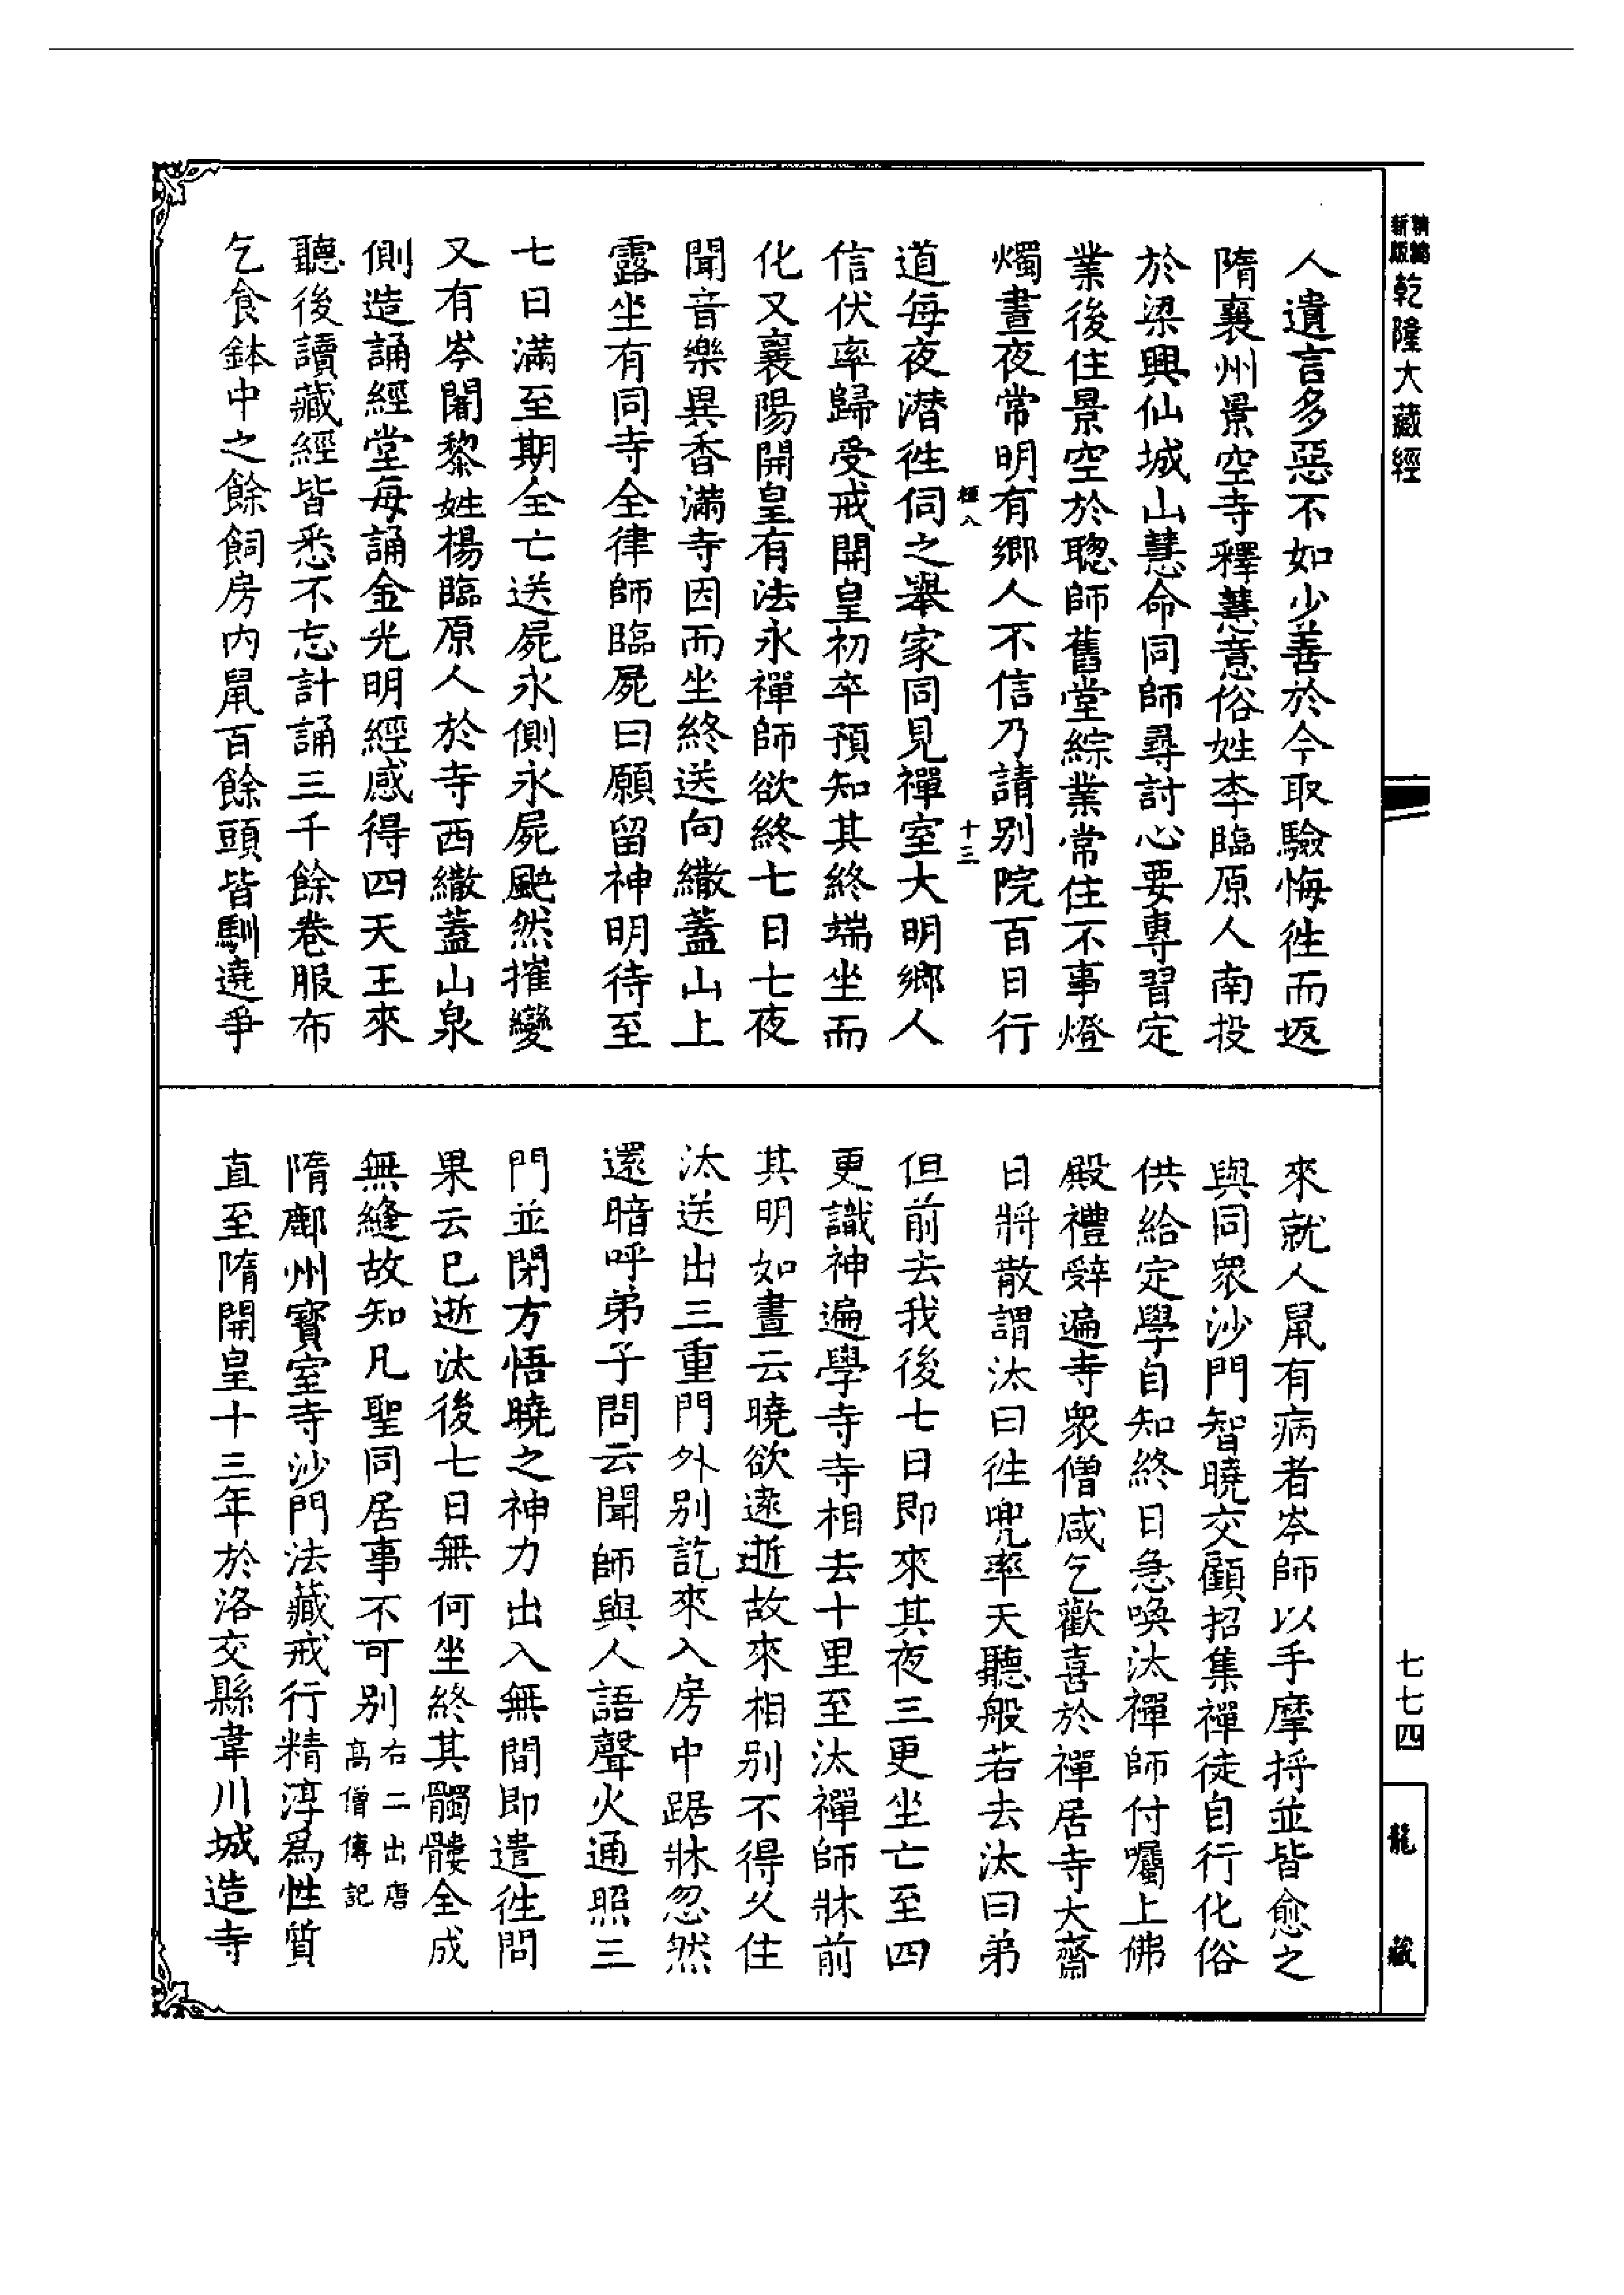 精縮新版乾隆大藏經
七七四
龍藏
人遺言多惡不如少善於今取驗悔徃而返
隋襄州景空寺釋慧意俗姓李臨原人南投
於梁興仙城山慧命同師尋討心要專習定
業後住景空於聰師舊堂綜業常住不事燈
燭晝夜常明有鄉人不信乃請别院百日行
十三
道每夜潜徃伺之舉家同見禪室大明鄉人
信伏率歸受戒開皇初卒預知其終端坐而
化又襄陽開皇有法永禪師欲終七日七夜
聞音樂異香滿寺因而坐終送向繖蓋山上
露坐有同寺全律師臨屍曰願留神明待至
七日滿至期全亡送屍永側永屍颩然摧變
又有岑闍黎姓楊臨原人於寺西繖蓋山泉
側造誦經堂每誦金光明經感得四天王來
聽後讀藏經皆悉不忘計誦三千餘卷服布
乞食鉢中之餘飼房内鼠百餘頭皆馴遶爭
來就人鼠有病者岑師以手摩捋並皆愈之
與同衆沙門智曉交顧招集禪徒自行化俗
供給定學自知終日急喚汰禪師付囑上佛
殿禮辭遍寺衆僧咸乞歡喜於禪居寺大齋
日將散謂汰曰徃兜率天聽般若去汰曰弟
但前去我後七日即來其夜三更坐亡至四
更識神遍學寺寺相去十里至汰禪師牀前
其明如晝云曉欲遠逝故來相别不得久住
汰送出三重門外别訖來入房中踞牀忽然
還暗呼弟子問云聞師與人語聲火通照三
門並閉方悟曉之神力出入無間即遣徃問
果云已逝汰後七日無何坐終其髑髏全成
無縫故知凡聖同居事不可别右二出唐高僧傳記
隋鄜州寳室寺沙門法藏戒行精淳爲性質
直至隋開皇十三年於洛交縣韋川城造寺